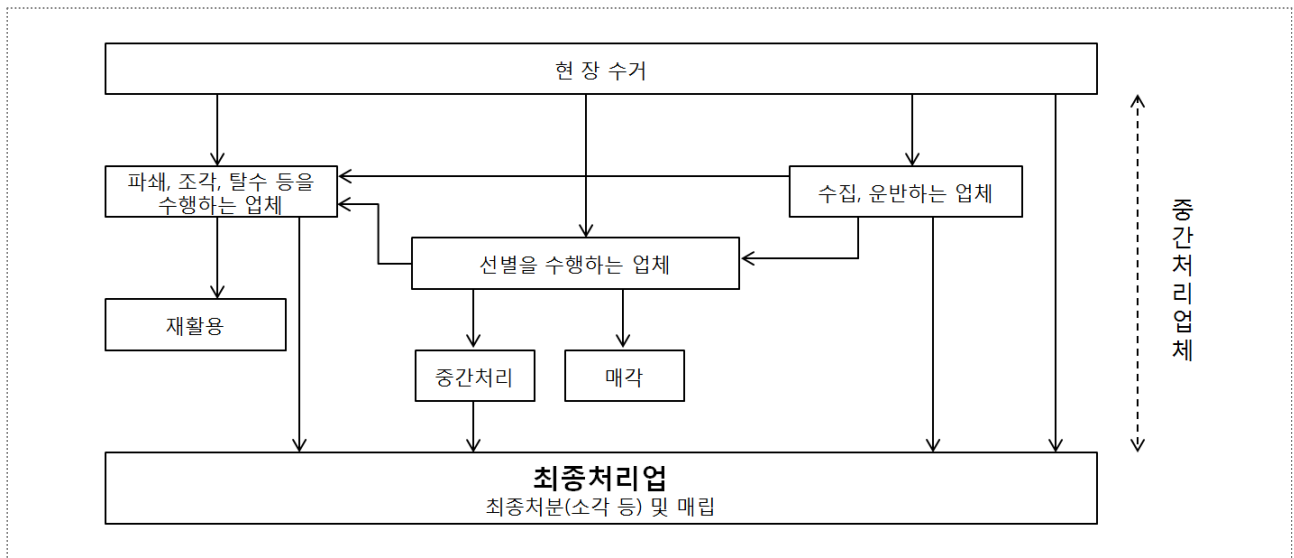 현 장 수거
파쇄, 조각, 탈수 등을
수행하는 업체
수집, 운반하는 업체
선별을 수행하는 업체
재활용
중간처리
매각
최종처리업
최종처분(소각 등) 및 매립
중간처리업체